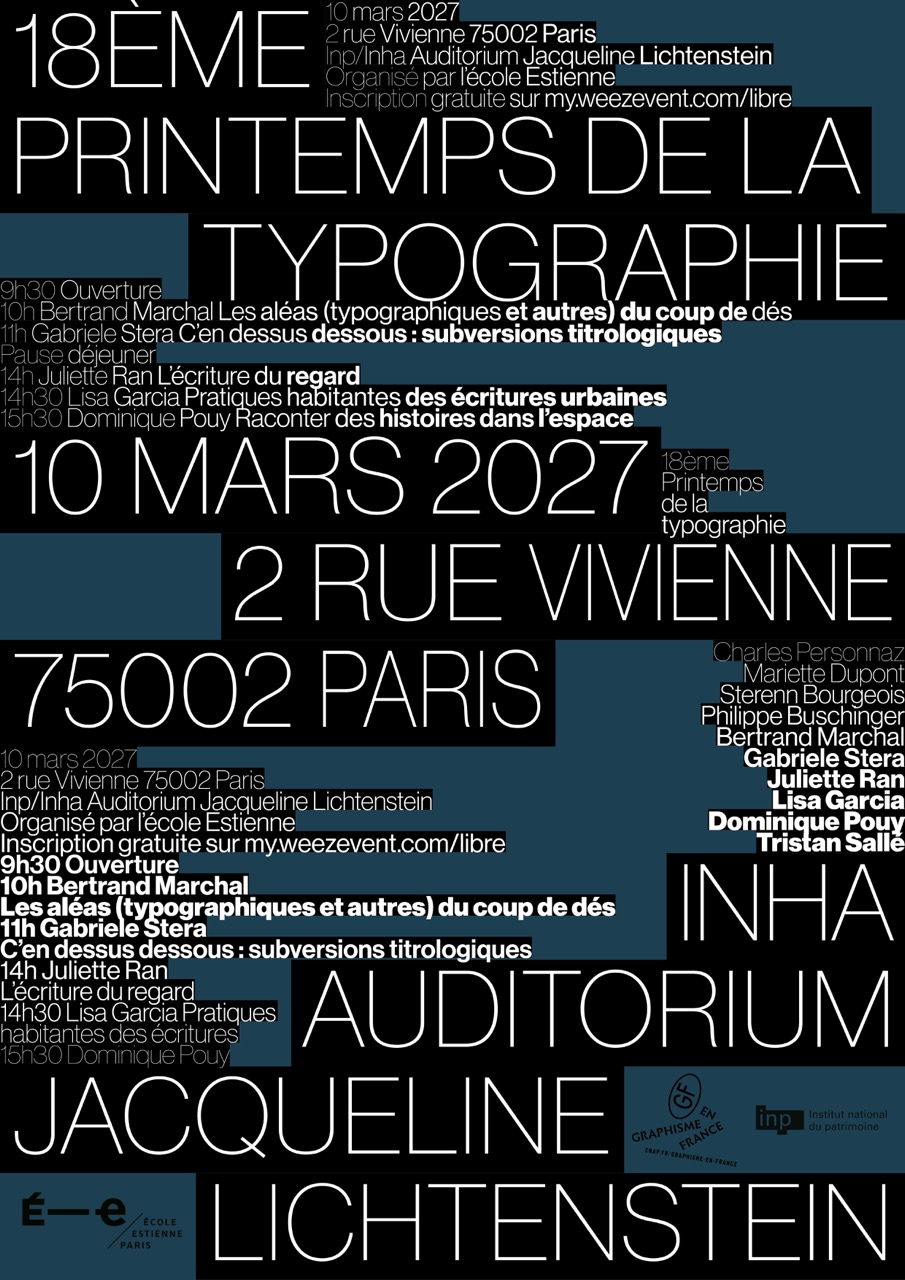 18ÈME
10 mars 2027
2 rue Vivienne 75002 Paris
Inp/Inha Auditorium Jacqueline Lichtenstein
Organisé par l’école Estienne
Inscription gratuite sur my.weezevent.com/libre
PRINTEMPS DE LA
TYPOGRAPHIE
9h30 Ouverture
10h Bertrand Marchal Les aléas (typographiques et autres) du coup de dés
11h Gabriele Stera C’en dessus dessous : subversions titrologiques
Pause déjeuner
14h Juliette Ran L’écriture du regard
14h30 Lisa Garcia Pratiques habitantes des écritures urbaines
15h30 Dominique Pouy Raconter des histoires dans l’espace
10 MARS 2027
18ème
Printemps
de la
typographie
2 RUE VIVIENNE
75002 PARIS
Charles Personnaz
Mariette Dupont
Sterenn Bourgeois
Philippe Buschinger
Bertrand Marchal
Gabriele Stera
Juliette Ran
Lisa Garcia
Dominique Pouy
Tristan Sallé
10 mars 2027
2 rue Vivienne 75002 Paris
Inp/Inha Auditorium Jacqueline Lichtenstein
Organisé par l’école Estienne
Inscription gratuite sur my.weezevent.com/libre
9h30 Ouverture
10h Bertrand Marchal
Les aléas (typographiques et autres) du coup de dés
11h Gabriele Stera
C’en dessus dessous : subversions titrologiques
14h Juliette Ran
L’écriture du regard
14h30 Lisa Garcia Pratiques
habitantes des écritures
15h30 Dominique Pouy
INHA
AUDITORIUM
JACQUELINE
GF
GRAPHISME EN
FRANCE
CNAP.FR/GRAPHISME-EN-FRANCE
inp
Institut national
du patrimoine
É—e
ÉCOLE
ESTIENNE
PARIS
LICHTENSTEIN